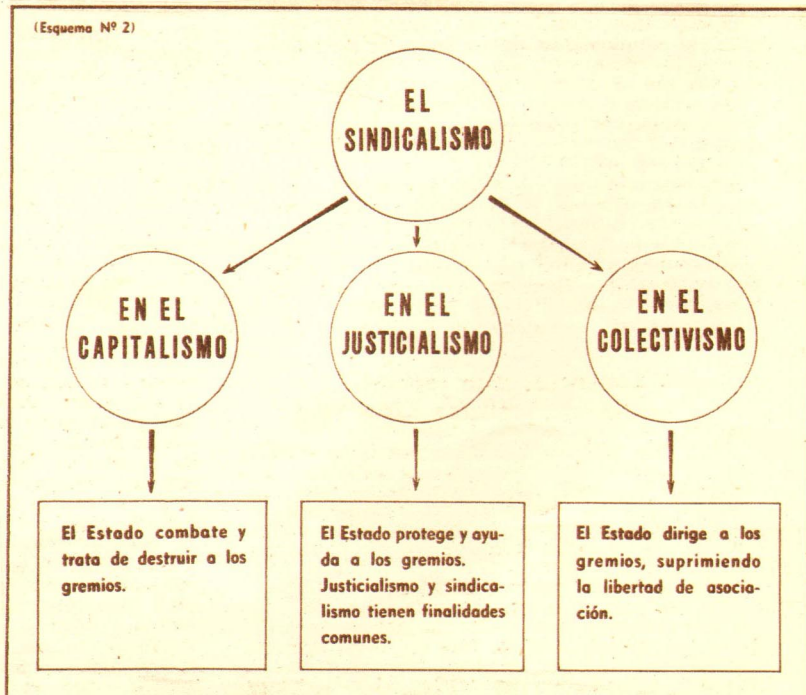 (Esquema Nº 2)
EL
SINDICALISMO
EN EL
CAPITALISMO
EN EL
JUSTICIALISMO
EN EL
COLECTIVISMO
El Estado combate y
trata de destruir a los
gremios.
El Estado protege y ayu-
da a los gremios.
Justicialismo y sindica-
lismo tienen finalidades
comunes.
El Estado dirige a los
gremios, suprimiendo
la libertad de asocia-
ción.